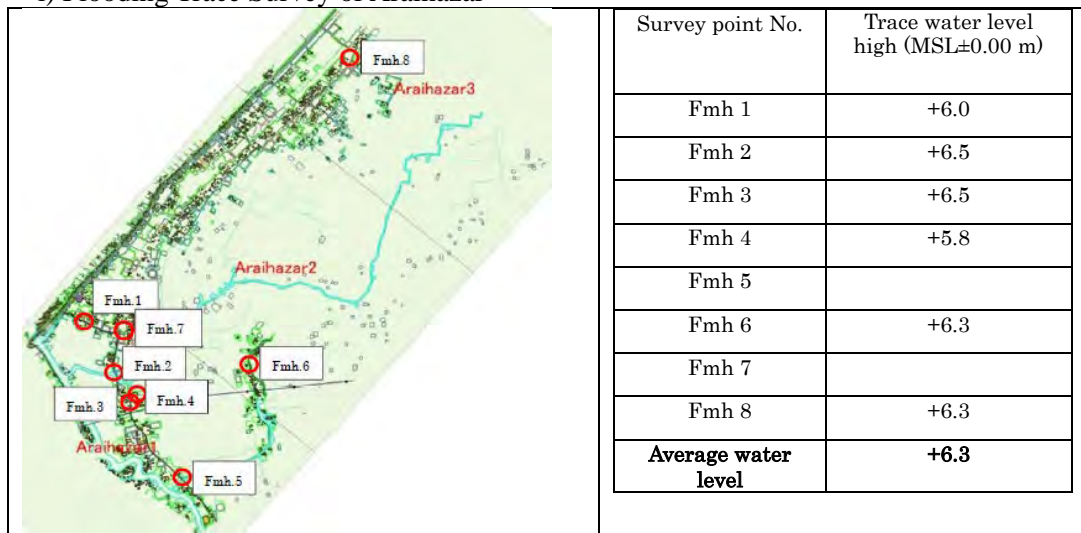 Fmh.8
Araihazar3
Araihazar2
Fmh.1
Fmh.7
Fmh.2
Fmh.6
Fmh.3
Fmh.4
Araihazar1
Fmh.5
Survey point No. Trace water level
high (MSL±0.00 m)
Fmh 1 +6.0
Fmh 2 +6.5
Fmh 3 +6.5
Fmh 4 +5.8
Fmh 5
Fmh 6 +6.3
Fmh 7
Fmh 8 +6.3
Average water +6.3
level